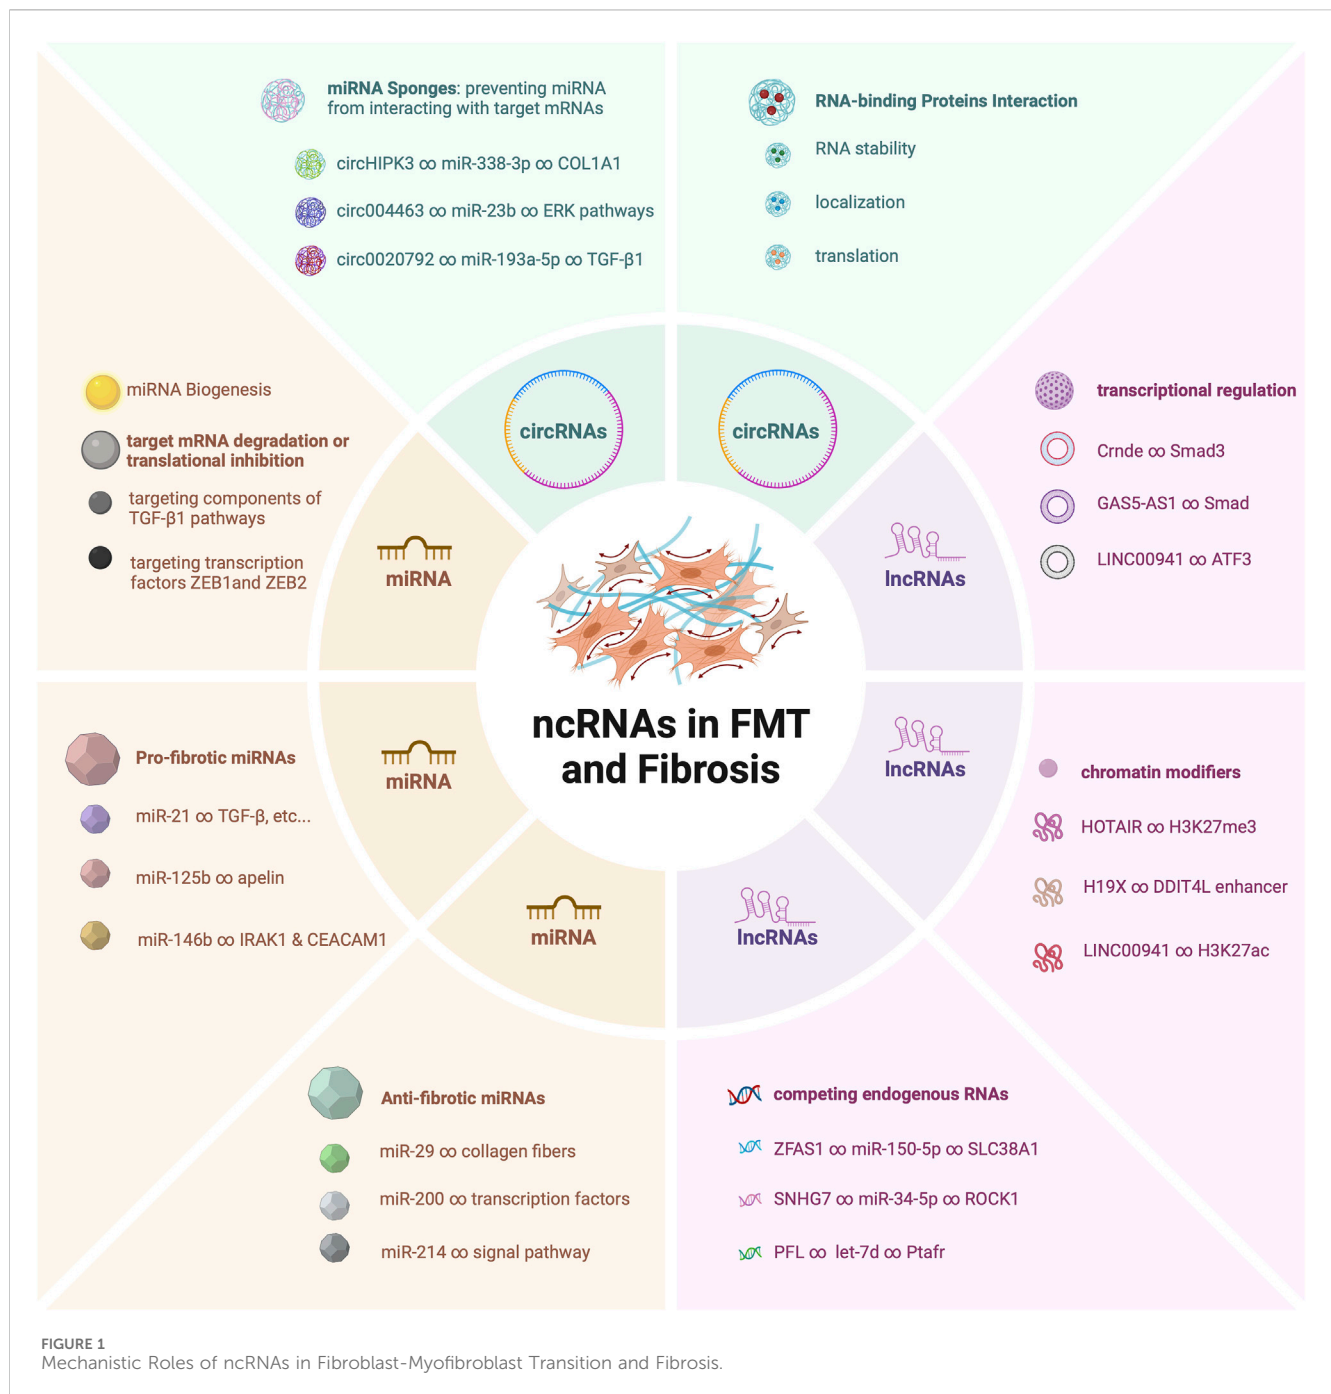 miRNA Sponges: preventing miRNA
from interacting with target mRNAs
circHIPK3 ∞ miR-338-3p ∞ COL1A1
circ004463 ∞ miR-23b ∞ ERK pathways
circ0020792 ∞ miR-193a-5p ∞ TGF-β1
RNA-binding Proteins Interaction
RNA stability
localization
translation
circRNAs
circRNAs
miRNA Biogenesis
target mRNA degradation or
translational inhibition
targeting components of
TGF-β1 pathways
targeting transcription
factors ZEB1and ZEB2
miRNA
lncRNAs
transcriptional regulation
Crnde ∞ Smad3
GAS5-AS1 ∞ Smad
LINC00941 ∞ ATF3
ncRNAs in FMT
and Fibrosis
Pro-fibrotic miRNAs
miR-21 ∞ TGF-β, etc...
miR-125b ∞ apelin
miR-146b ∞ IRAK1 & CEACAM1
miRNA
lncRNAs
chromatin modifiers
HOTAIR ∞ H3K27me3
H19X ∞ DDIT4L enhancer
LINC00941 ∞ H3K27ac
miRNA
lncRNAs
Anti-fibrotic miRNAs
miR-29 ∞ collagen fibers
miR-200 ∞ transcription factors
miR-214 ∞ signal pathway
competing endogenous RNAs
ZFAS1 ∞ miR-150-5p ∞ SLC38A1
SNHG7 ∞ miR-34-5p ∞ ROCK1
PFL ∞ let-7d ∞ Ptafr
FIGURE 1
Mechanistic Roles of ncRNAs in Fibroblast-Myofibroblast Transition and Fibrosis.